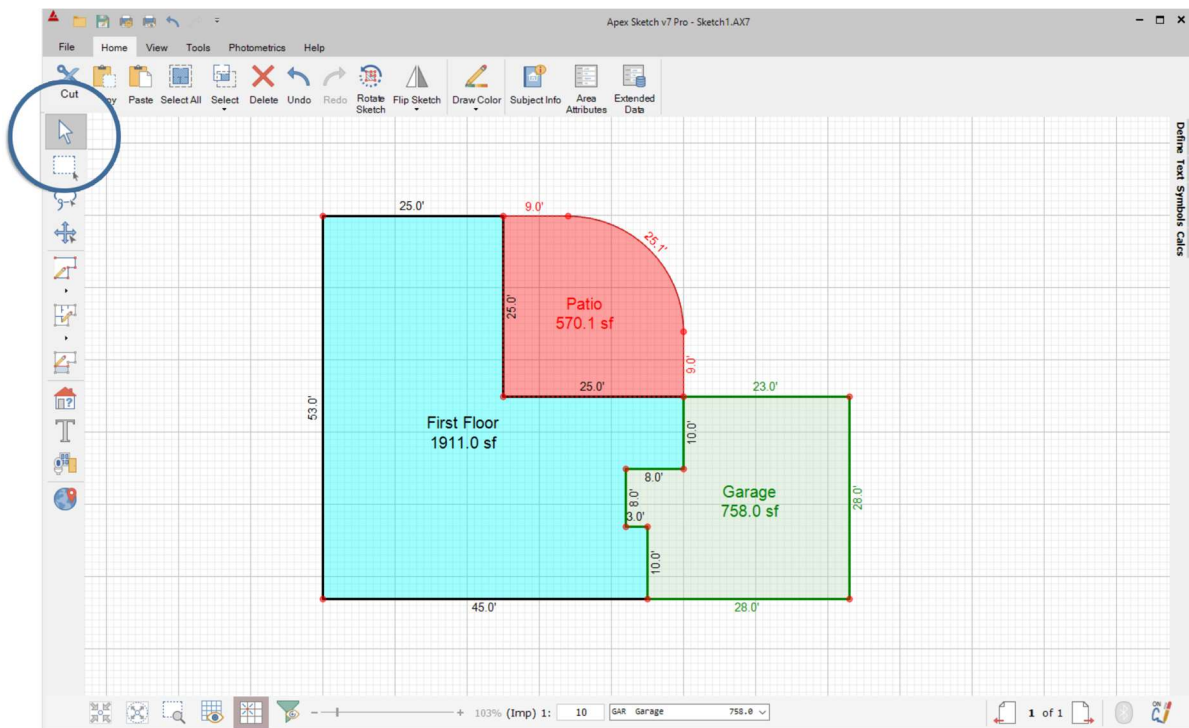 Apex Sketch v7 Pro - Sketch1.AX7
File Home View Tools Photometrics Help
Cut Paste Select All Select Delete Undo Redo Rotate Sketch Flip Sketch Draw Color Subject Info Area Attributes Extended Data
Define Text Symbols Calcs
25.0' 9.0'
25.1'
25.0'
Patio
570.1 sf
9.0'
25.0' 23.0'
53.0'
First Floor
1911.0 sf
10.0'
8.0'
8.0'
3.0'
Garage
758.0 sf
28.0'
10.0'
45.0' 28.0'
103% (Imp) 1: 10 GAR Garage 758.0
1 of 1
ON